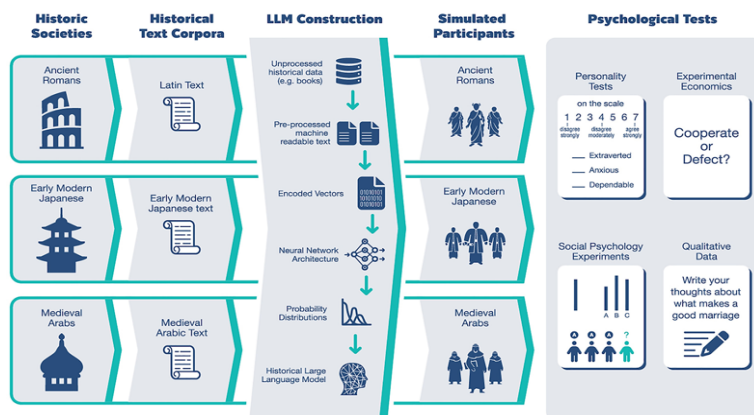 Historic
Societies
Historical
Text Corpora
LLM Construction
Simulated
Participants
Psychological Tests
Ancient
Romans
Latin Text
Early Modern
Japanese
Early Modern
Japanese text
Medieval
Arabs
Medieval
Arabic Text
Unprocessed
historical data
(e.g. books)
Pre-processed
machine
readable text
Encoded Vectors
01010101
10101010
01010101
Neural Network
Architecture
Probability
Distributions
Historical Large
Language Model
Ancient
Romans
Early Modern
Japanese
Medieval
Arabs
Personality
Tests
on the scale
1 2 3 4 5 6 7
disagree strongly disagree moderately agree strongly
Extraverted
Anxious
Dependable
Experimental
Economics
Cooperate
or
Defect?
Social Psychology
Experiments
A B C
A A A ?
Qualitative
Data
Write your
thoughts about
what makes a
good marriage